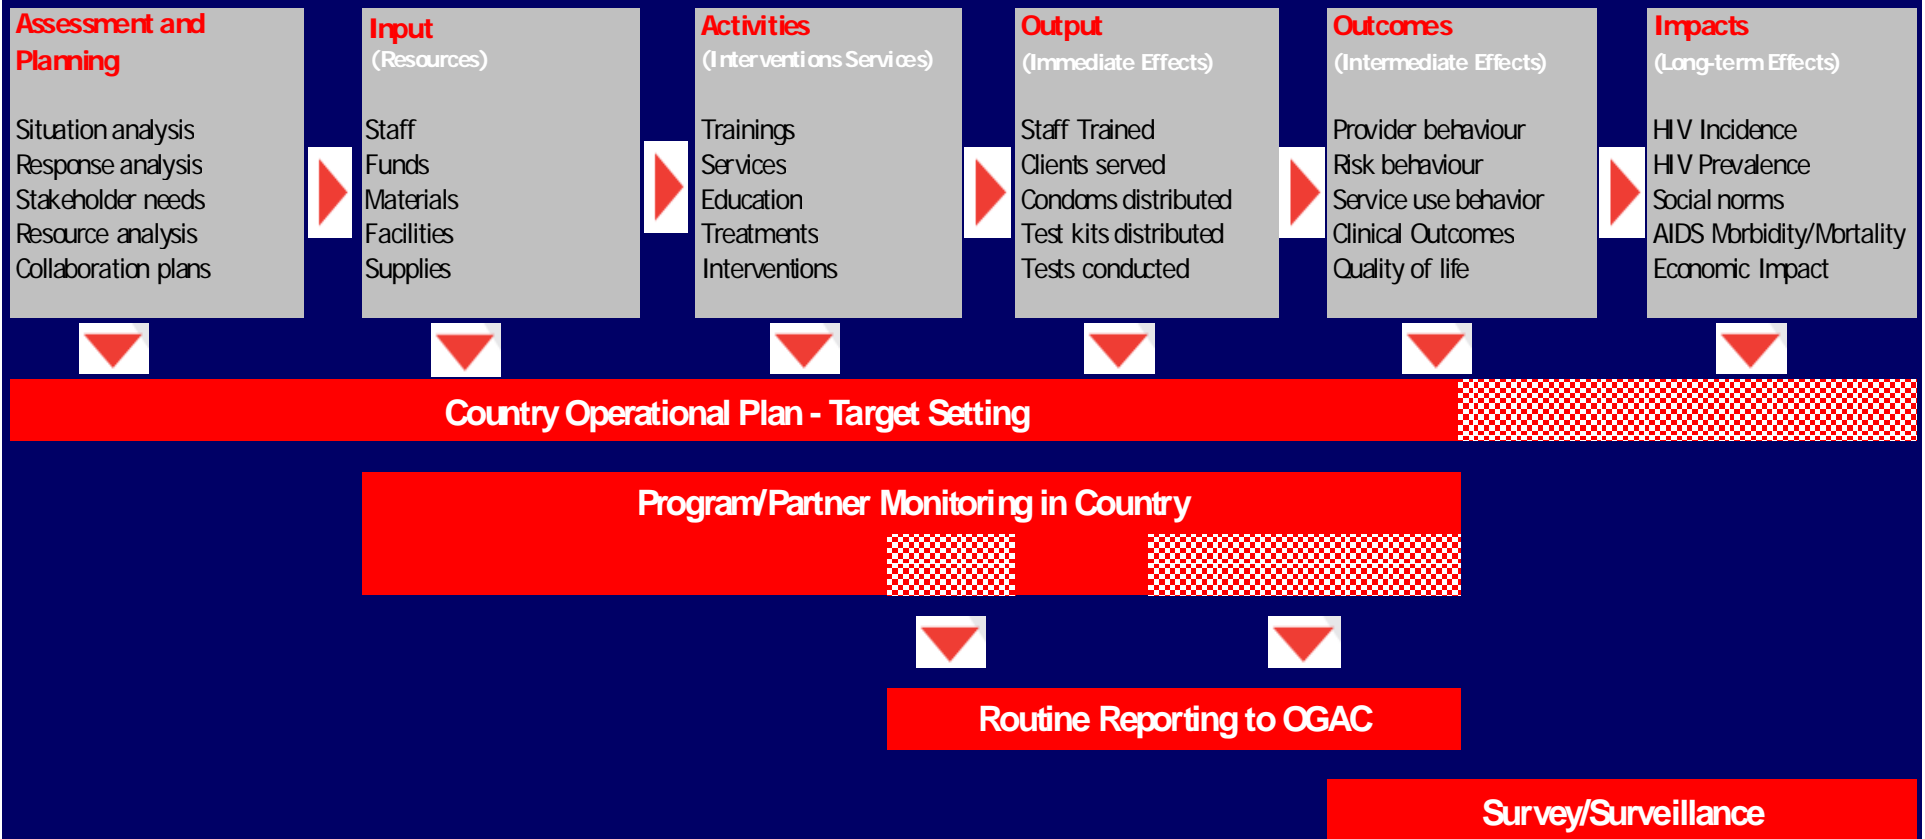 Assessment and
Planning
Situation analysis
Response analysis
Stakeholder needs
Resource analysis
Collaboration plans
Input
(Resources)
Staff
Funds
Materials
Facilities
Supplies
Activities
(Interventions Services)
Trainings
Services
Education
Treatments
Interventions
Output
(Immediate Effects)
Staff Trained
Clients served
Condoms distributed
Test kits distributed
Tests conducted
Outcomes
(Intermediate Effects)
Provider behaviour
Risk behaviour
Service use behavior
Clinical Outcomes
Quality of life
Impacts
(Long-term Effects)
HIV Incidence
HIV Prevalence
Social norms
AIDS Morbidity/Mortality
Economic Impact
Country Operational Plan - Target Setting
Program/Partner Monitoring in Country
Routine Reporting to OGAC
Survey/Surveillance